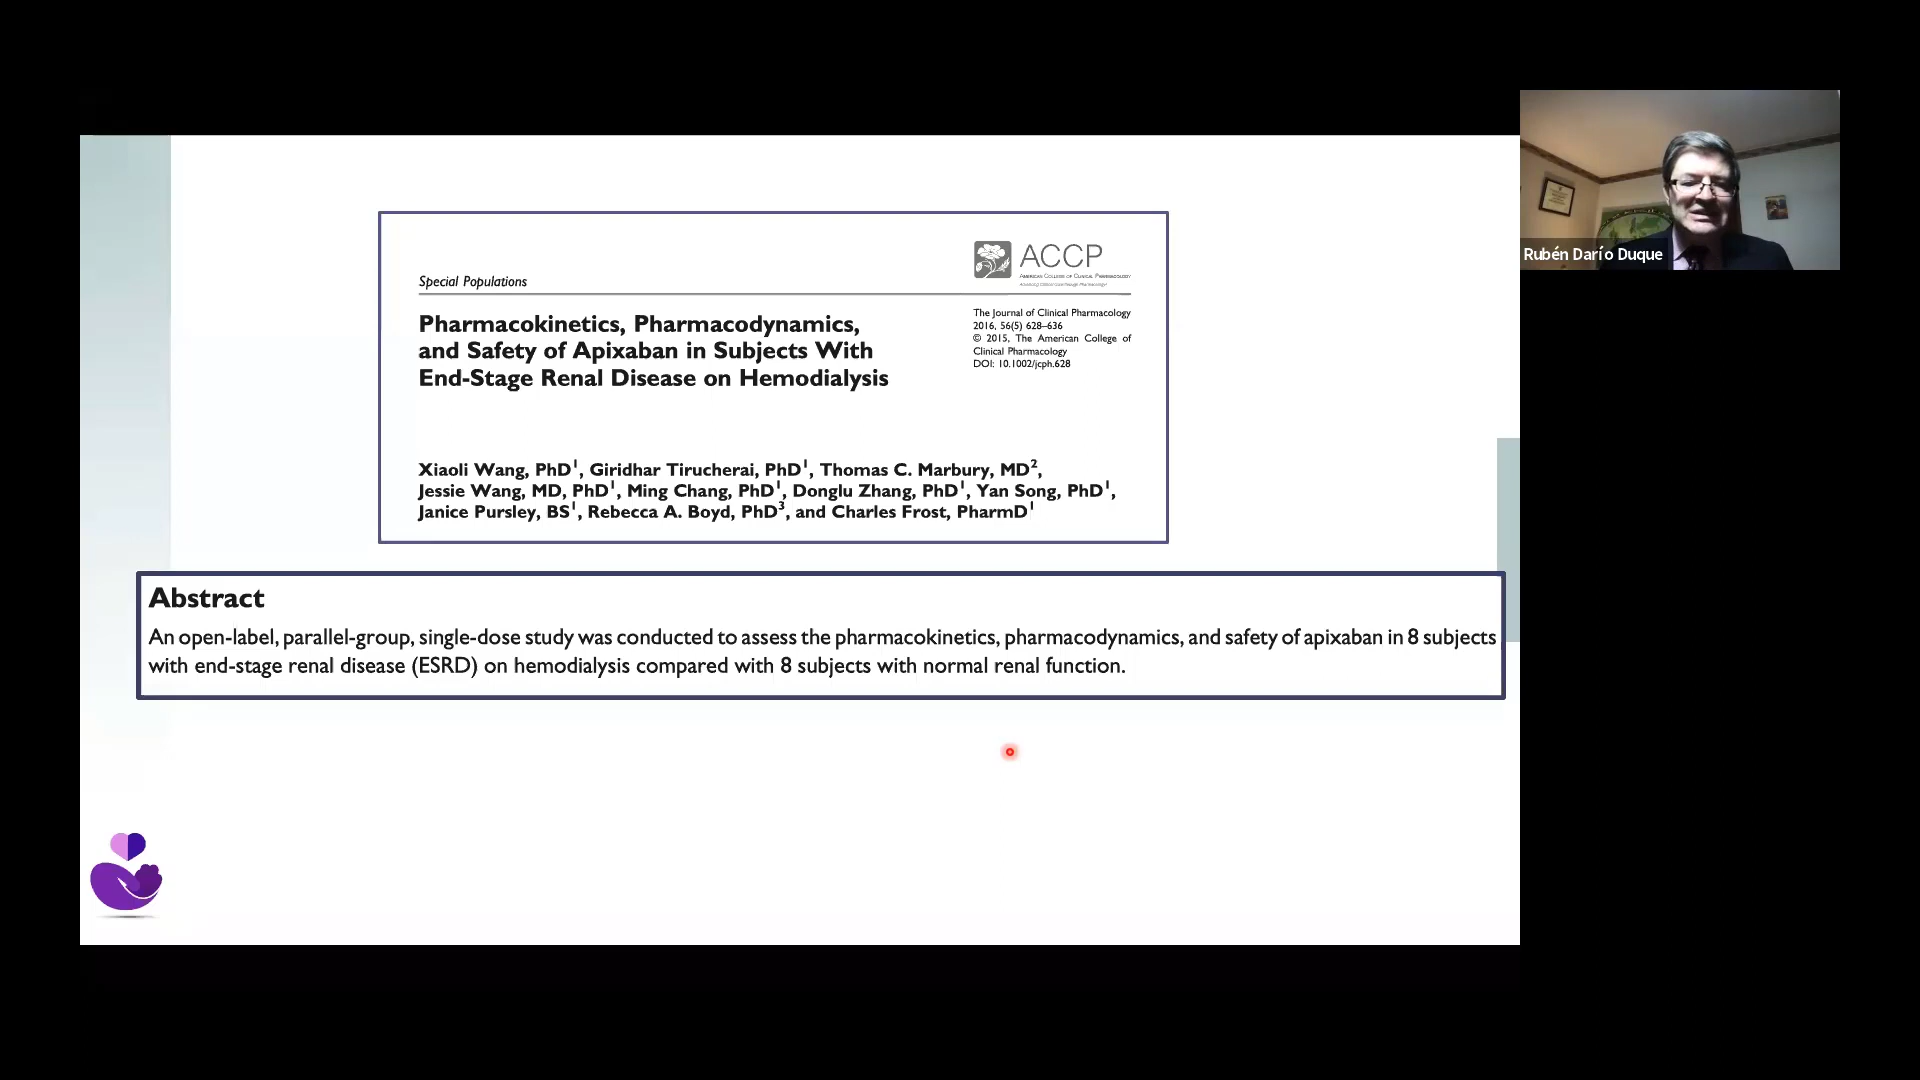 ACCP
AMERICAN COLLEGE OF CLINICAL PHARMACOLOGY
Special Populations
Pharmacokinetics, Pharmacodynamics,
and Safety of Apixaban in Subjects With
End-Stage Renal Disease on Hemodialysis
The Journal of Clinical Pharmacology
2016, 56(5) 628–636
© 2015, The American College of
Clinical Pharmacology
DOI: 10.1002/jcph.628
Xiaoli Wang, PhD1, Giridhar Tirucherai, PhD1, Thomas C. Marbury, MD2,
Jessie Wang, MD, PhD1, Ming Chang, PhD1, Donglu Zhang, PhD1, Yan Song, PhD1,
Janice Pursley, BS1, Rebecca A. Boyd, PhD3, and Charles Frost, PharmD1
Abstract
An open-label, parallel-group, single-dose study was conducted to assess the pharmacokinetics, pharmacodynamics, and safety of apixaban in 8 subjects
with end-stage renal disease (ESRD) on hemodialysis compared with 8 subjects with normal renal function.
Rubén Darío Duque